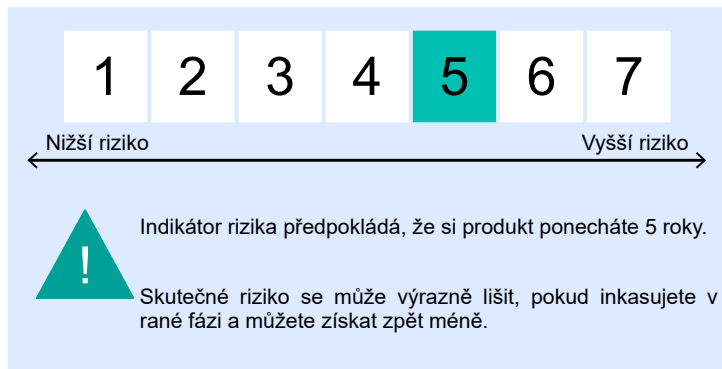 1 2 3 4 5 6 7
Nižší riziko Vyšší riziko
!
Indikátor rizika předpokládá, že si produkt ponecháte 5 roky.
Skutečné riziko se může výrazně lišit, pokud inkasujete v
rané fázi a můžete získat zpět méně.